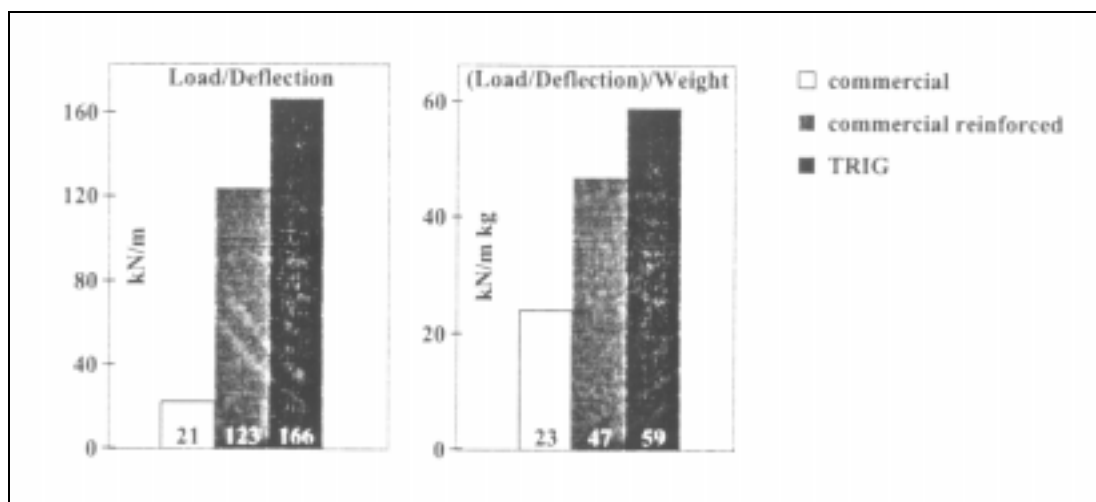 Load/Deflection
160
120
80
40
0
kN/m
21 123 166
(Load/Deflection)/Weight
60
40
20
0
kN/m kg
23 47 59
commercial
commercial reinforced
TRIG